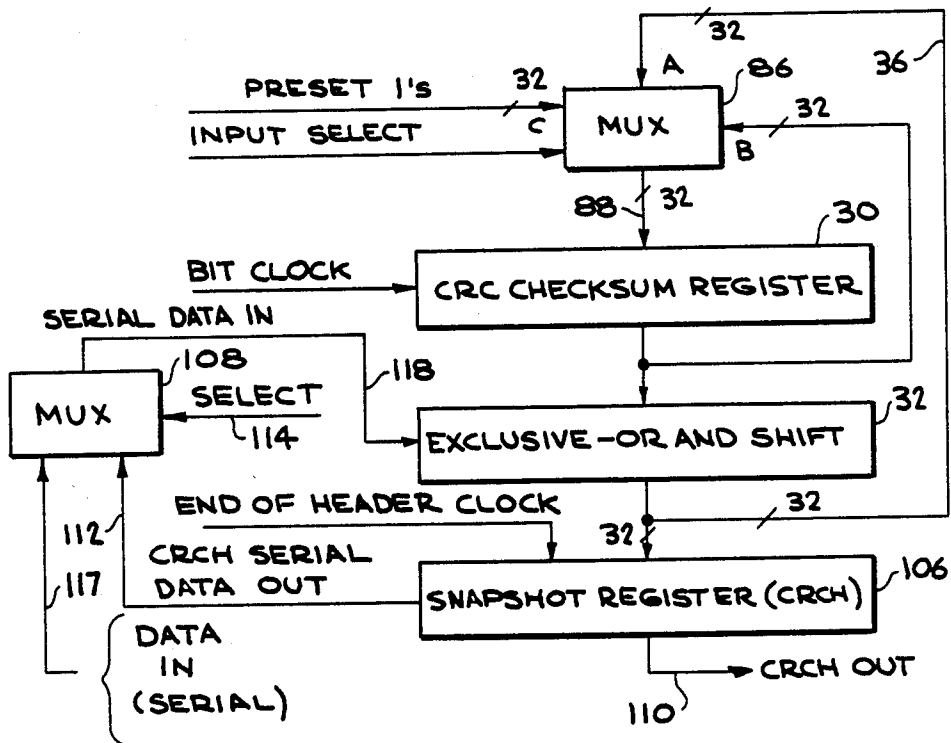 32
36
A
86
PRESET 1's
32
C
MUX
32
B
INPUT SELECT
88
32
30
BIT CLOCK
CRC CHECKSUM REGISTER
SERIAL DATA IN
108
118
MUX
SELECT
114
32
EXCLUSIVE-OR AND SHIFT
END OF HEADER CLOCK
32
32
112
CRCH SERIAL
DATA OUT
106
SNAPSHOT REGISTER (CRCH)
117
DATA
IN
(SERIAL)
CRCH OUT
110